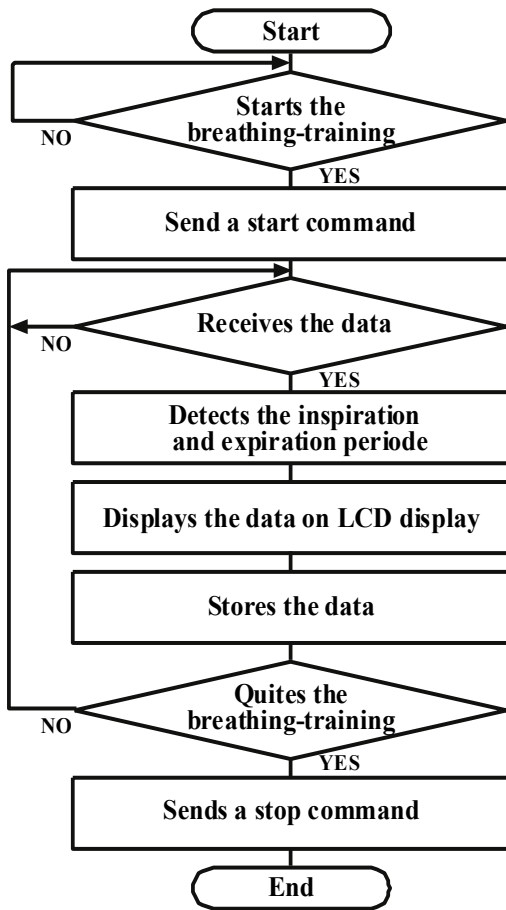 Start
Starts the
breathing-training
NO
YES
Send a start command
Receives the data
NO
YES
Detects the inspiration
and expiration periode
Displays the data on LCD display
Stores the data
Quites the
breathing-training
NO
YES
Sends a stop command
End